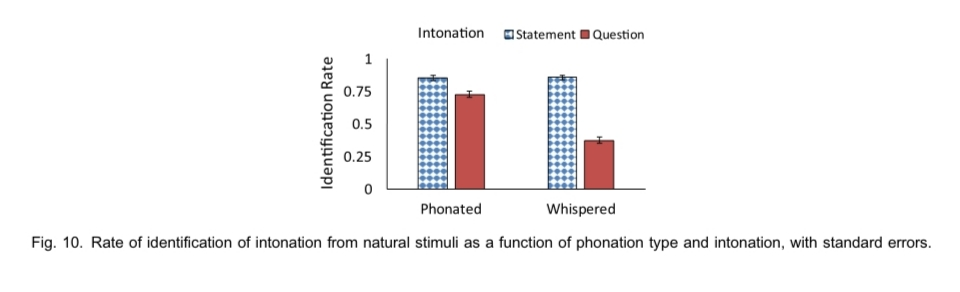 Intonation Statement Question
Identification Rate
1
0.75
0.5
0.25
0
Phonated Whispered
Fig. 10. Rate of identification of intonation from natural stimuli as a function of phonation type and intonation, with standard errors.